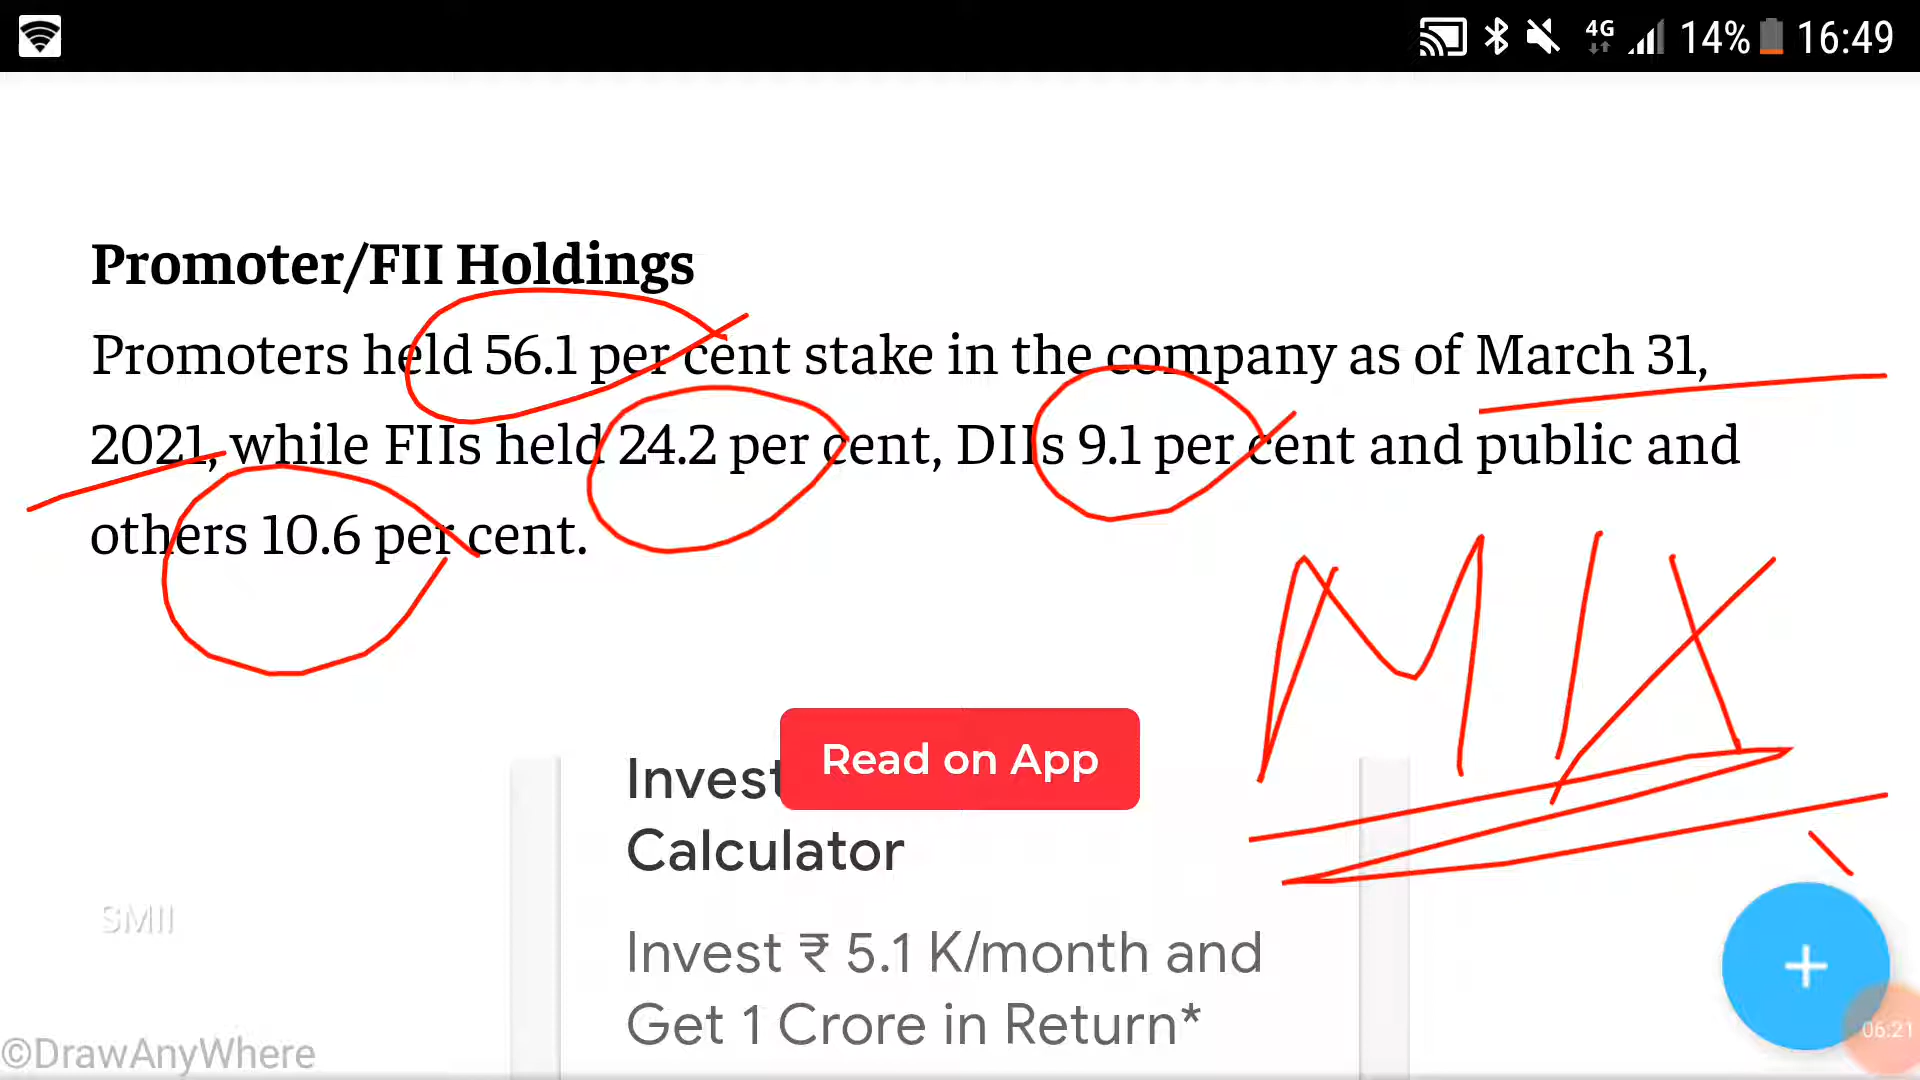 4G 14% 16:49
Promoter/FII Holdings
Promoters held 56.1 per cent stake in the company as of March 31,
2021, while FIIs held 24.2 per cent, DIIs 9.1 per cent and public and
others 10.6 per cent.
MIX
Read on App
Invest
Calculator
SMII
Invest ₹ 5.1 K/month and
Get 1 Crore in Return*
+
06:21
©DrawAnyWhere